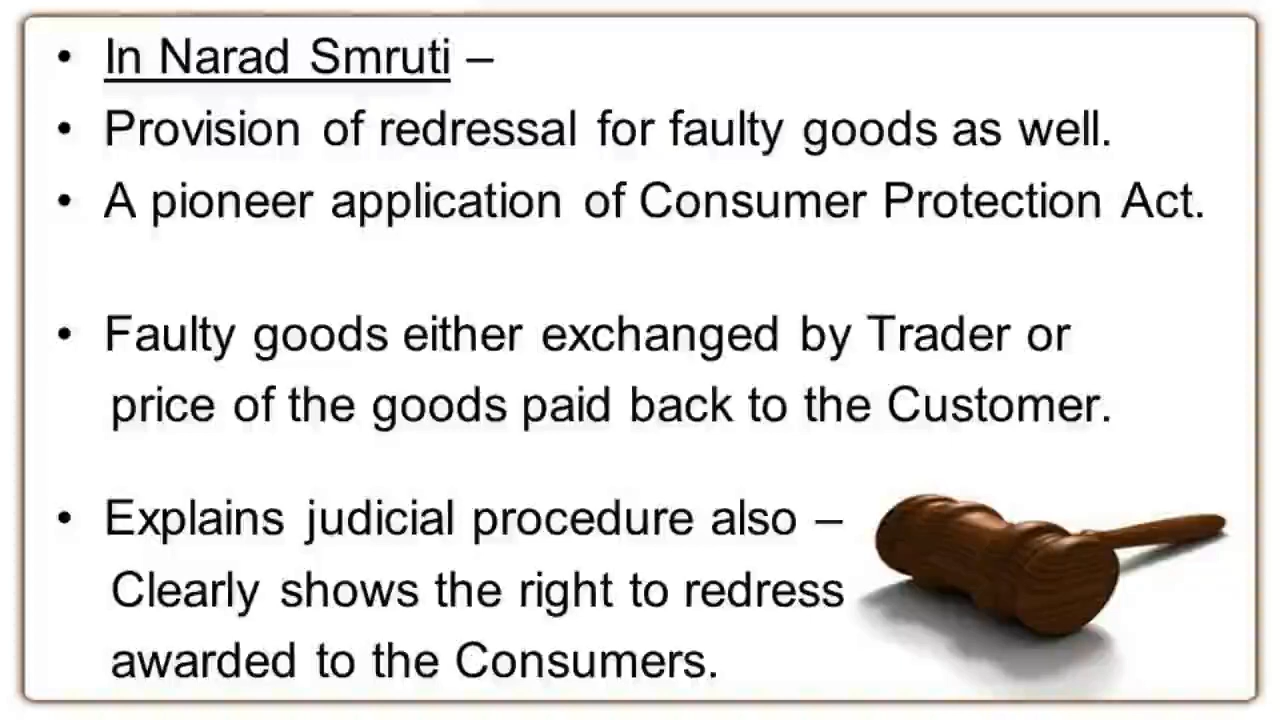 • In Narad Smruti –
• Provision of redressal for faulty goods as well.
• A pioneer application of Consumer Protection Act.
• Faulty goods either exchanged by Trader or
price of the goods paid back to the Customer.
• Explains judicial procedure also –
Clearly shows the right to redress
awarded to the Consumers.